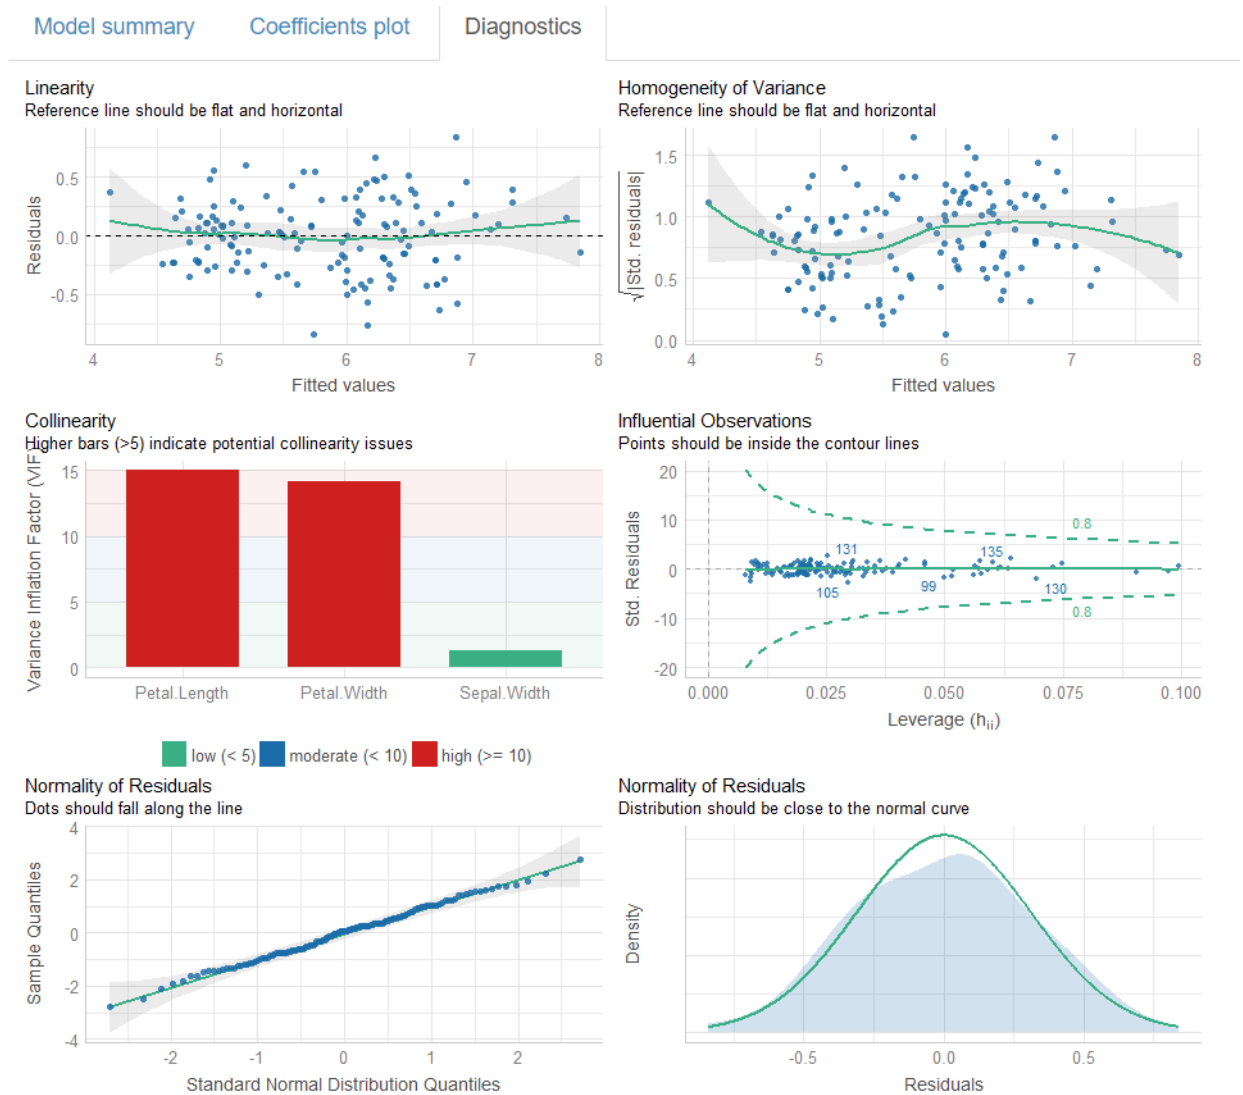 Model summary Coefficients plot Diagnostics
Linearity
Reference line should be flat and horizontal
Residuals
0.5
0.0
-0.5
4 5 6 7 8
Fitted values
Homogeneity of Variance
Reference line should be flat and horizontal
√|Std. residuals|
1.5
1.0
0.5
0.0
4 5 6 7 8
Fitted values
Collinearity
Higher bars (>5) indicate potential collinearity issues
Variance Inflation Factor (VIF)
15
10
5
0
Petal.Length Petal.Width Sepal.Width
low (< 5) moderate (< 10) high (>= 10)
Influential Observations
Points should be inside the contour lines
Std. Residuals
20
10
0
-10
-20
0.8
131 135
105 99 130
0.8
0.000 0.025 0.050 0.075 0.100
Leverage (hii)
Normality of Residuals
Dots should fall along the line
Sample Quantiles
4
2
0
-2
-4
-2 -1 0 1 2
Standard Normal Distribution Quantiles
Normality of Residuals
Distribution should be close to the normal curve
Density
-0.5 0.0 0.5
Residuals